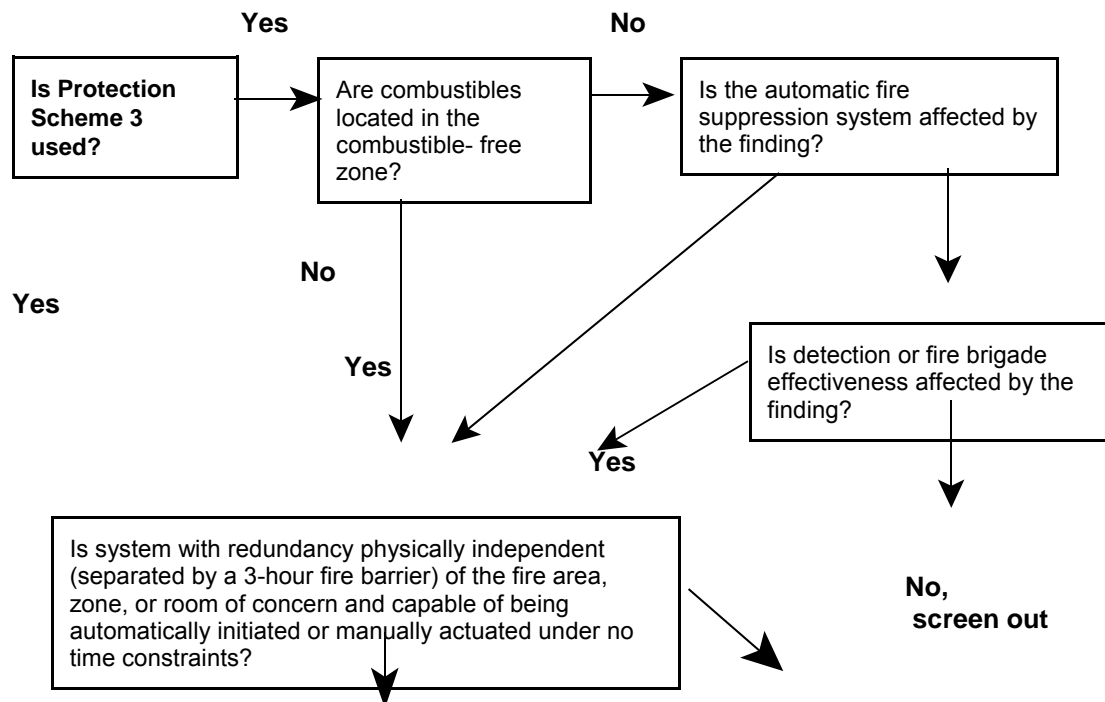 Yes
No
Is Protection
Scheme 3
used?
Are combustibles
located in the
combustible- free
zone?
Is the automatic fire
suppression system affected by
the finding?
No
Yes
Yes
Is detection or fire brigade
effectiveness affected by the
finding?
Yes
Is system with redundancy physically independent
(separated by a 3-hour fire barrier) of the fire area,
zone, or room of concern and capable of being
automatically initiated or manually actuated under no
time constraints?
No,
screen out